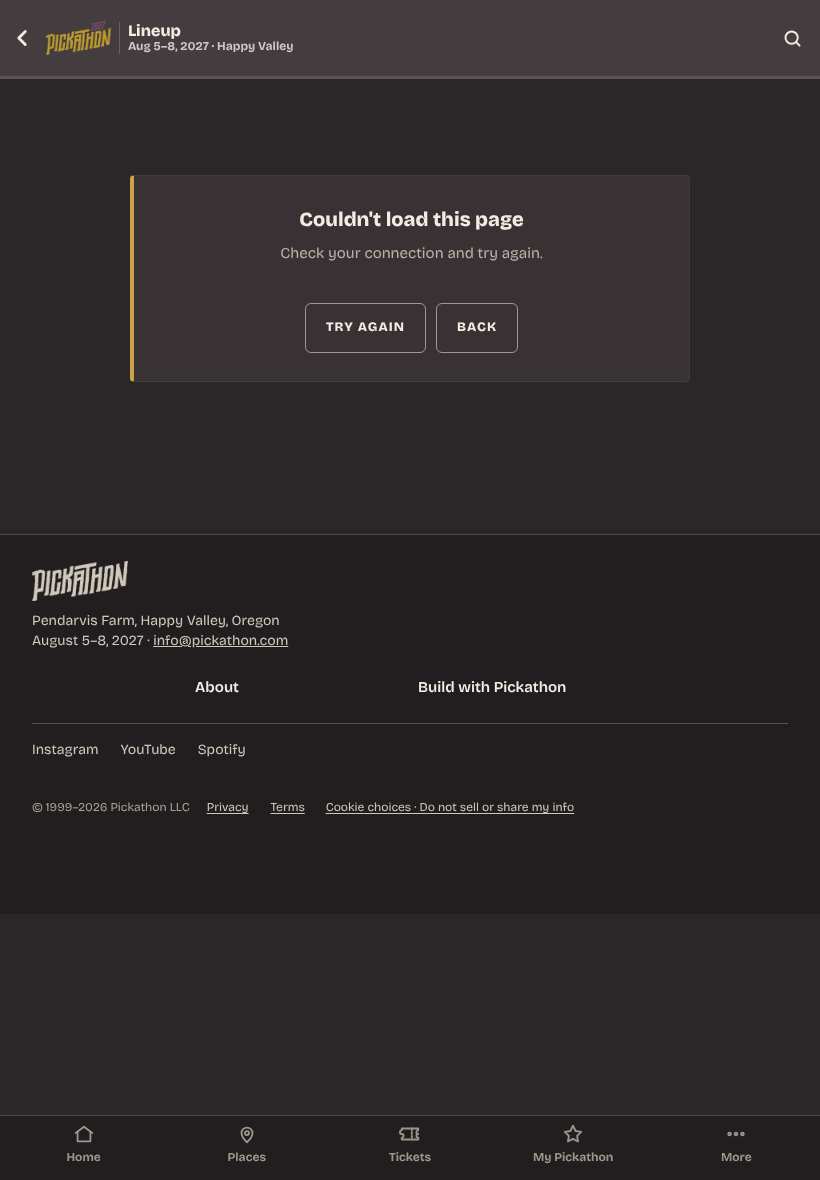 PICKATHON
Lineup
Aug 5–8, 2027 · Happy Valley
Couldn't load this page
Check your connection and try again.
TRY AGAIN
BACK
PICKATHON
Pendarvis Farm, Happy Valley, Oregon
August 5–8, 2027 · info@pickathon.com
About
Build with Pickathon
Instagram YouTube Spotify
© 1999–2026 Pickathon LLC Privacy Terms Cookie choices · Do not sell or share my info
Home Places Tickets My Pickathon More